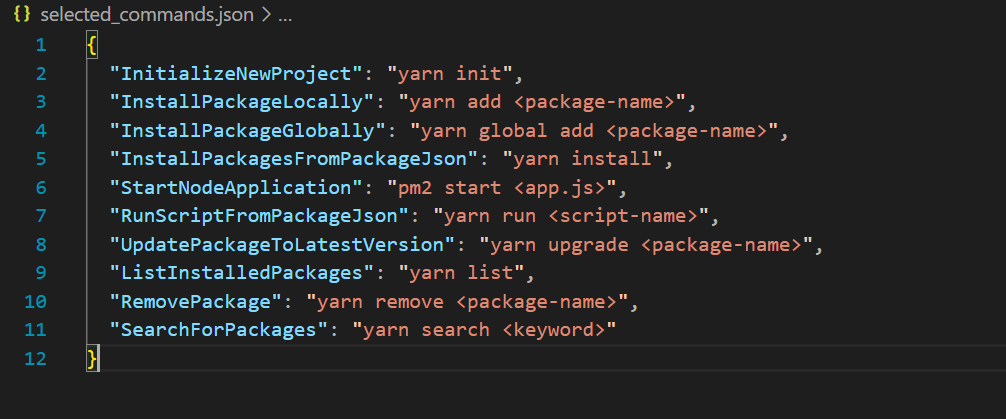 {} selected_commands.json > ...
1 {
2 "InitializeNewProject": "yarn init",
3 "InstallPackageLocally": "yarn add <package-name>",
4 "InstallPackageGlobally": "yarn global add <package-name>",
5 "InstallPackagesFromPackageJson": "yarn install",
6 "StartNodeApplication": "pm2 start <app.js>",
7 "RunScriptFromPackageJson": "yarn run <script-name>",
8 "UpdatePackageToLatestVersion": "yarn upgrade <package-name>",
9 "ListInstalledPackages": "yarn list",
10 "RemovePackage": "yarn remove <package-name>",
11 "SearchForPackages": "yarn search <keyword>"
12 }